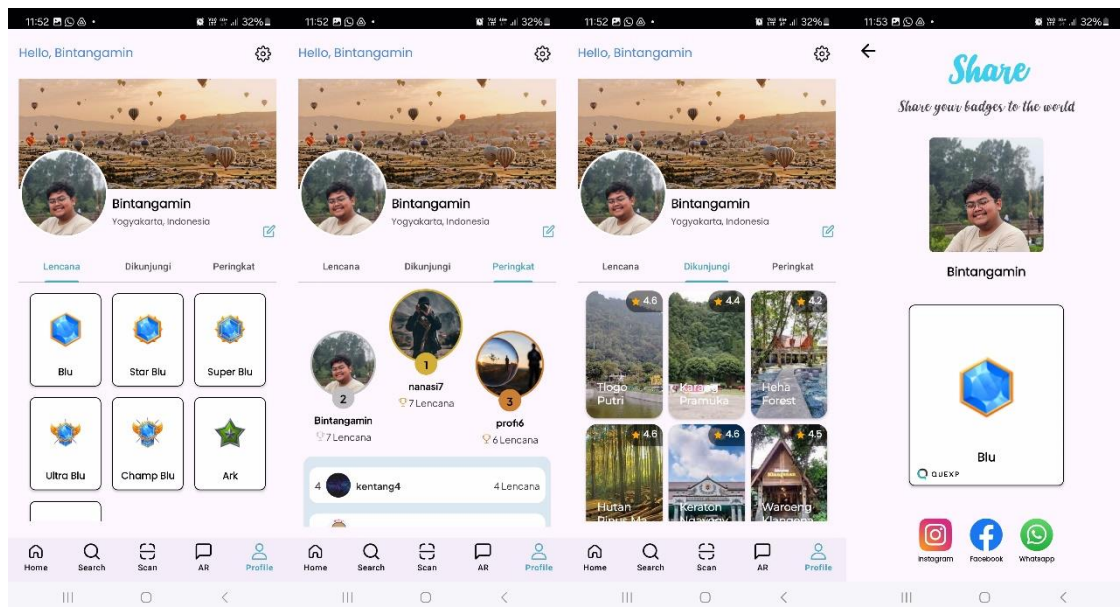 11:52
32%
Hello, Bintangamin
Bintangamin
Yogyakarta, Indonesia
Lencana Dikunjungi Peringkat
Blu Star Blu Super Blu
Ultra Blu Champ Blu Ark
Home Search Scan AR Profile
11:52
32%
Hello, Bintangamin
Bintangamin
Yogyakarta, Indonesia
Lencana Dikunjungi Peringkat
1
nanasi7
7 Lencana
2
Bintangamin
7 Lencana
3
profi6
6 Lencana
4 kentang4 4 Lencana
Home Search Scan AR Profile
11:52
32%
Hello, Bintangamin
Bintangamin
Yogyakarta, Indonesia
Lencana Dikunjungi Peringkat
4.6 4.4 4.2
Tlogo Putri
Karang Pramuka
Heha Forest
4.6 4.6 4.5
Hutan Pinus Ma
Keraton
Waroeng Klangena
Home Search Scan AR Profile
11:53
32%
Share
Share your badges to the world
Bintangamin
Blu
QUEXP
Instagram Facebook Whatsapp